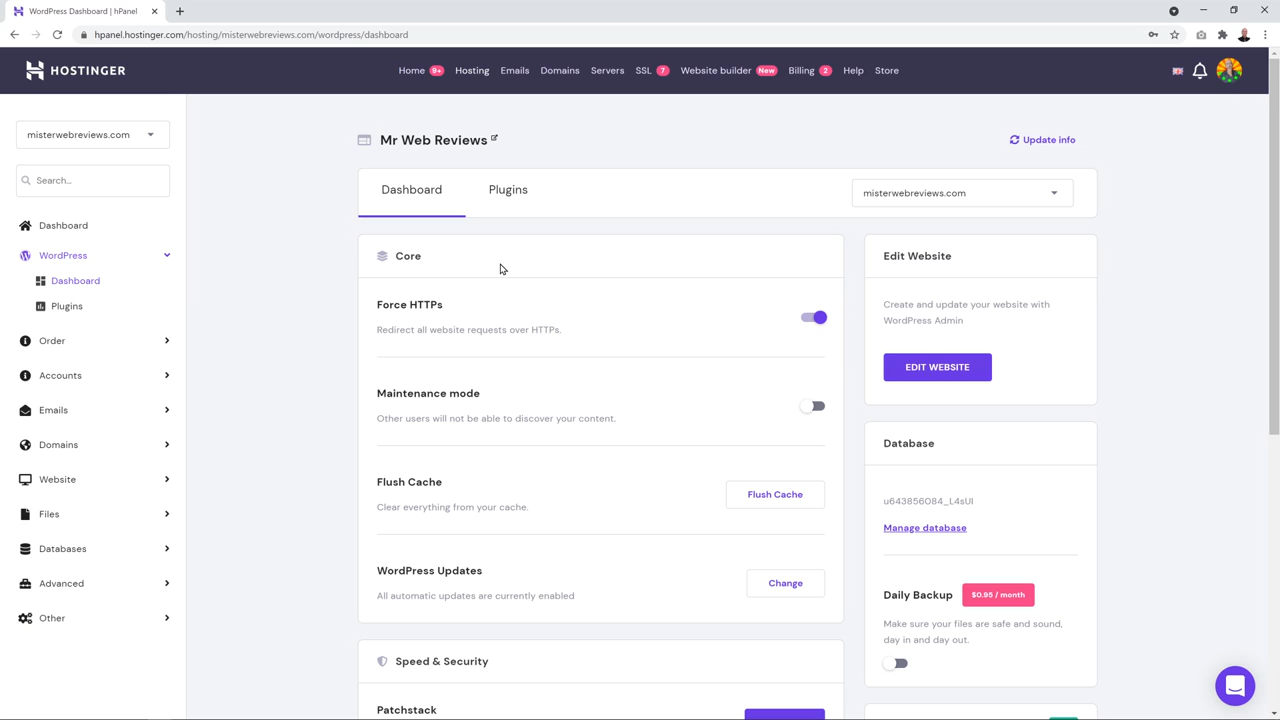 WordPress Dashboard | hPanel
hpanel.hostinger.com/hosting/misterwebreviews.com/wordpress/dashboard
HOSTINGER
Home 9+ Hosting Emails Domains Servers SSL 7 Website builder New Billing 2 Help Store
misterwebreviews.com
Search...
Dashboard
WordPress
Dashboard
Plugins
Order
Accounts
Emails
Domains
Website
Files
Databases
Advanced
Other
Mr Web Reviews
Update info
Dashboard Plugins
misterwebreviews.com
Core
Force HTTPs
Redirect all website requests over HTTPs.
Maintenance mode
Other users will not be able to discover your content.
Flush Cache
Clear everything from your cache.
Flush Cache
WordPress Updates
All automatic updates are currently enabled
Change
Speed & Security
Patchstack
Edit Website
Create and update your website with
WordPress Admin
EDIT WEBSITE
Database
u643856084_L4sUI
Manage database
Daily Backup $0.95 / month
Make sure your files are safe and sound,
day in and day out.